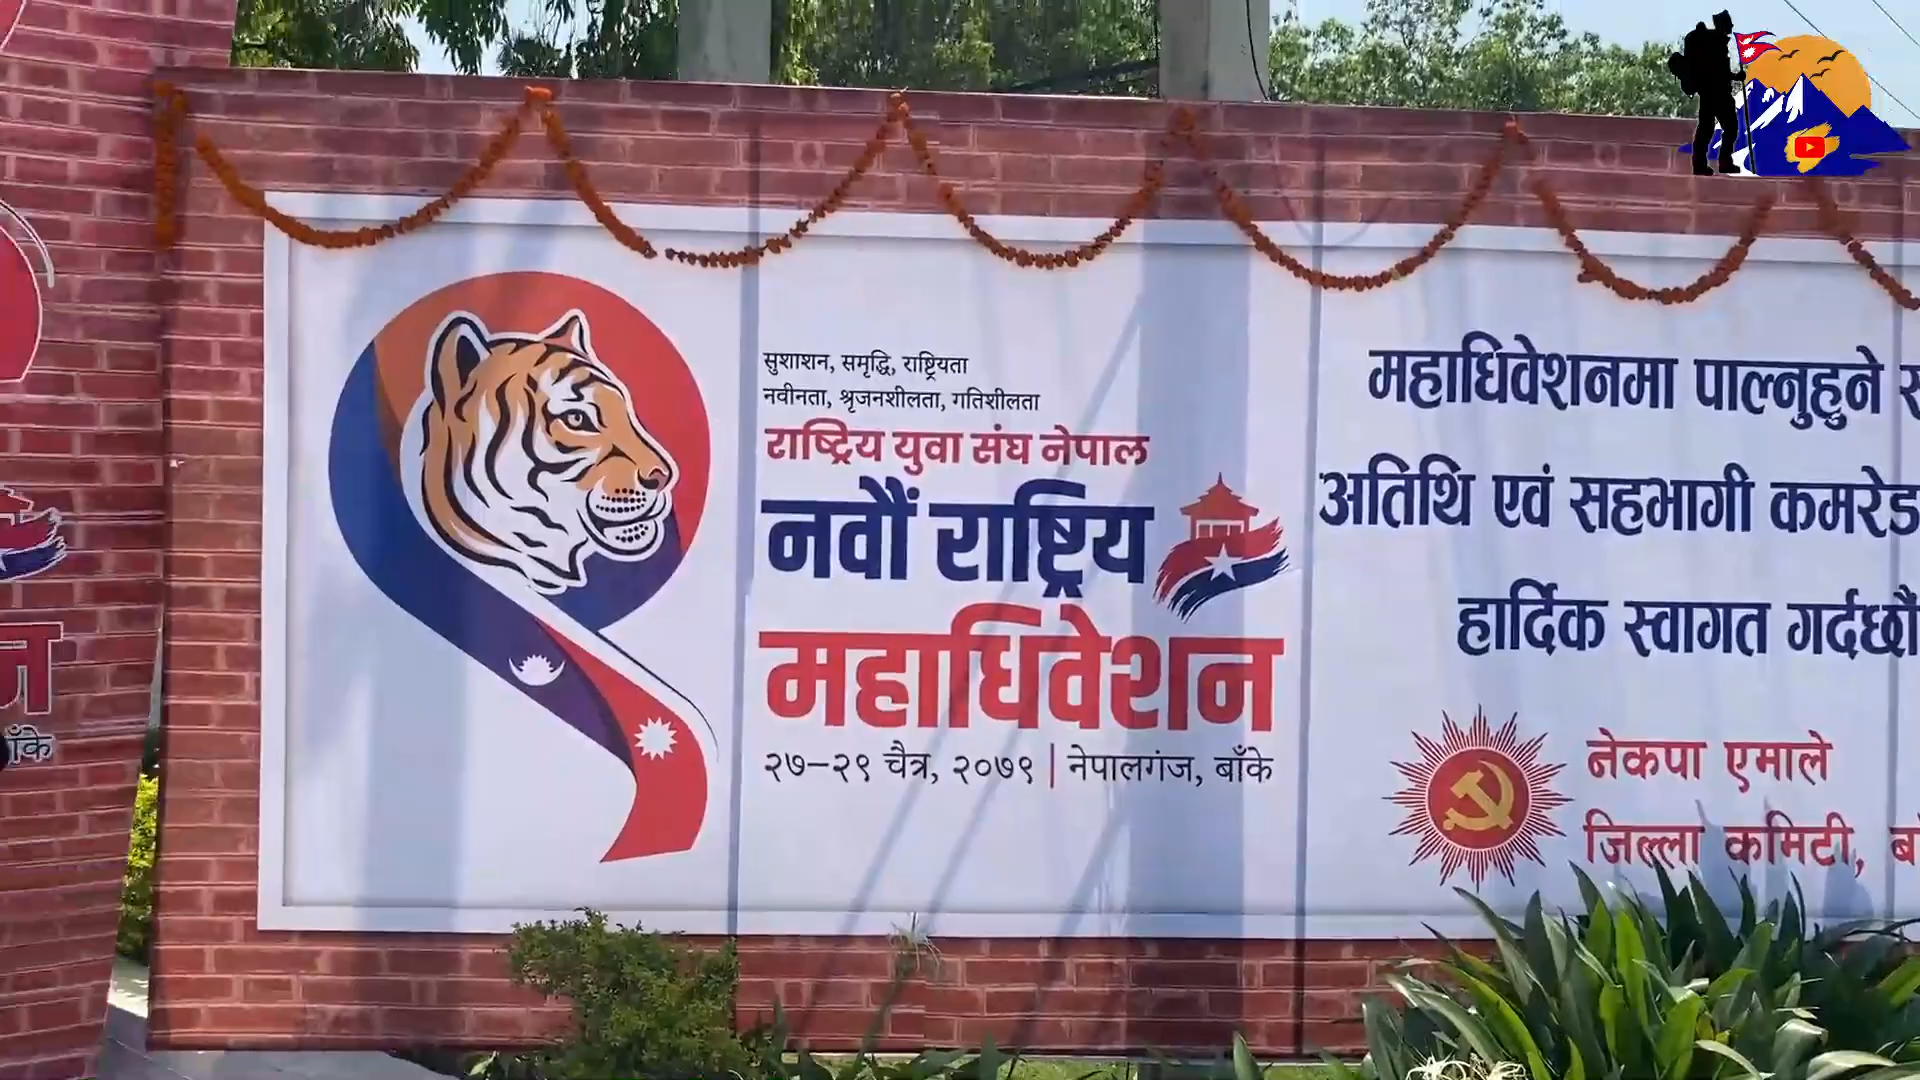 सुशाशन, समृद्धि, राष्ट्रियता
नवीनता, श्रृजनशीलता, गतिशीलता
राष्ट्रिय युवा संघ नेपाल
नवौं राष्ट्रिय
महाधिवेशन
२७–२९ चैत्र, २०७९ | नेपालगंज, बाँके
महाधिवेशनमा पाल्नुहुने
अतिथि एवं सहभागी कमरेड
हार्दिक स्वागत गर्दछौं
नेकपा एमाले
जिल्ला कमिटी,